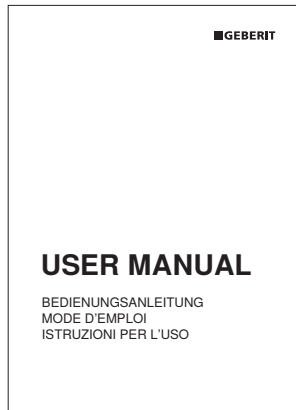 GEBERIT
USER MANUAL
BEDIENUNGSANLEITUNG
MODE D'EMPLOI
ISTRUZIONI PER L'USO